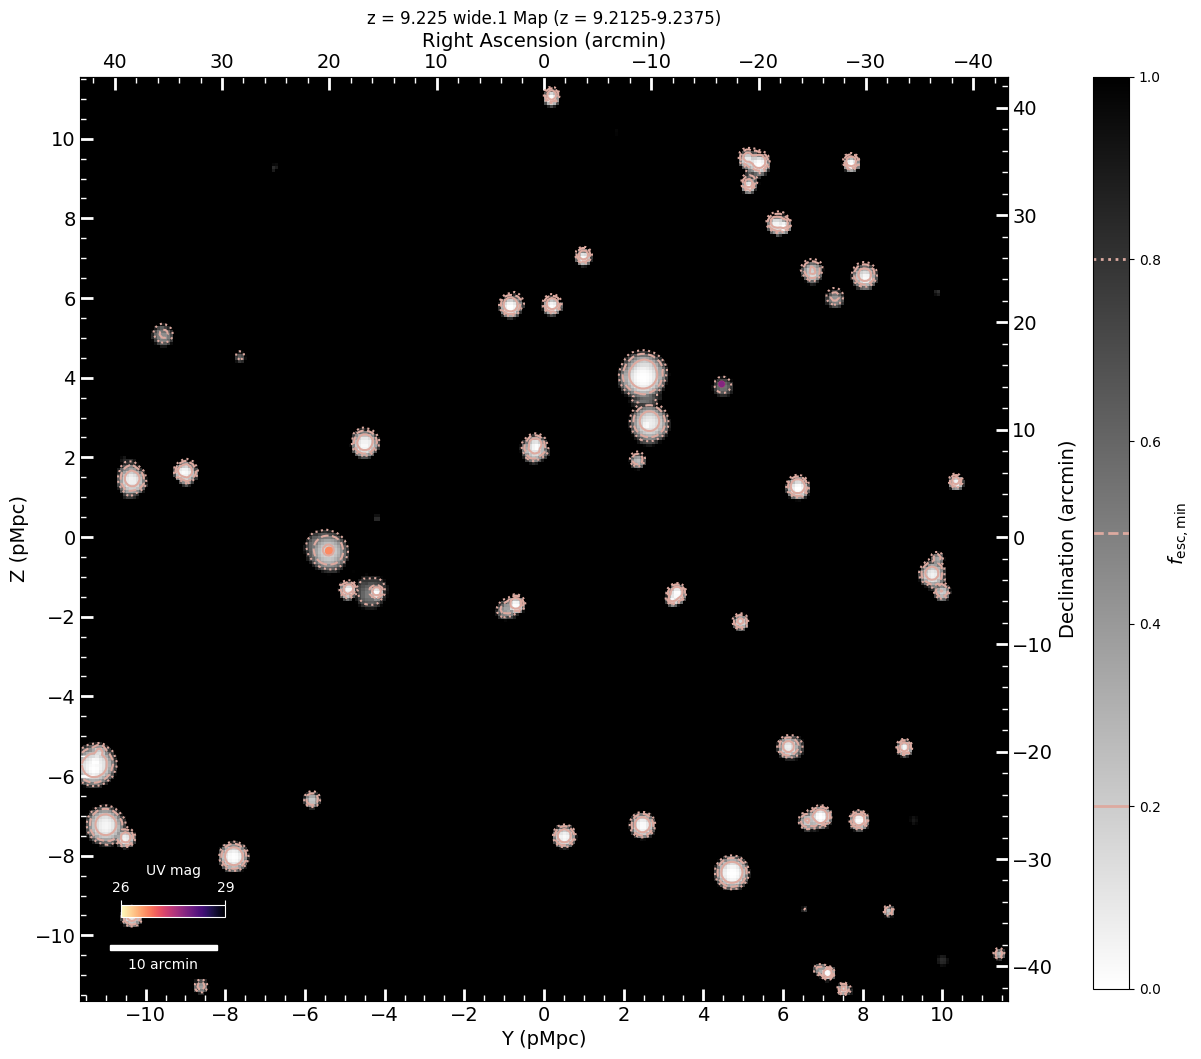 z = 9.225 wide.1 Map (z = 9.2125-9.2375)
Right Ascension (arcmin)
40 30 20 10 0 −10 −20 −30 −40
10
8
6
4
2
0
−2
−4
−6
−8
−10
Z (pMpc)
UV mag
26 29
10 arcmin
−10 −8 −6 −4 −2 0 2 4 6 8 10
Y (pMpc)
40
30
20
10
0
−10
−20
−30
−40
Declination (arcmin)
1.0
0.8
0.6
0.4
0.2
0.0
fesc, min